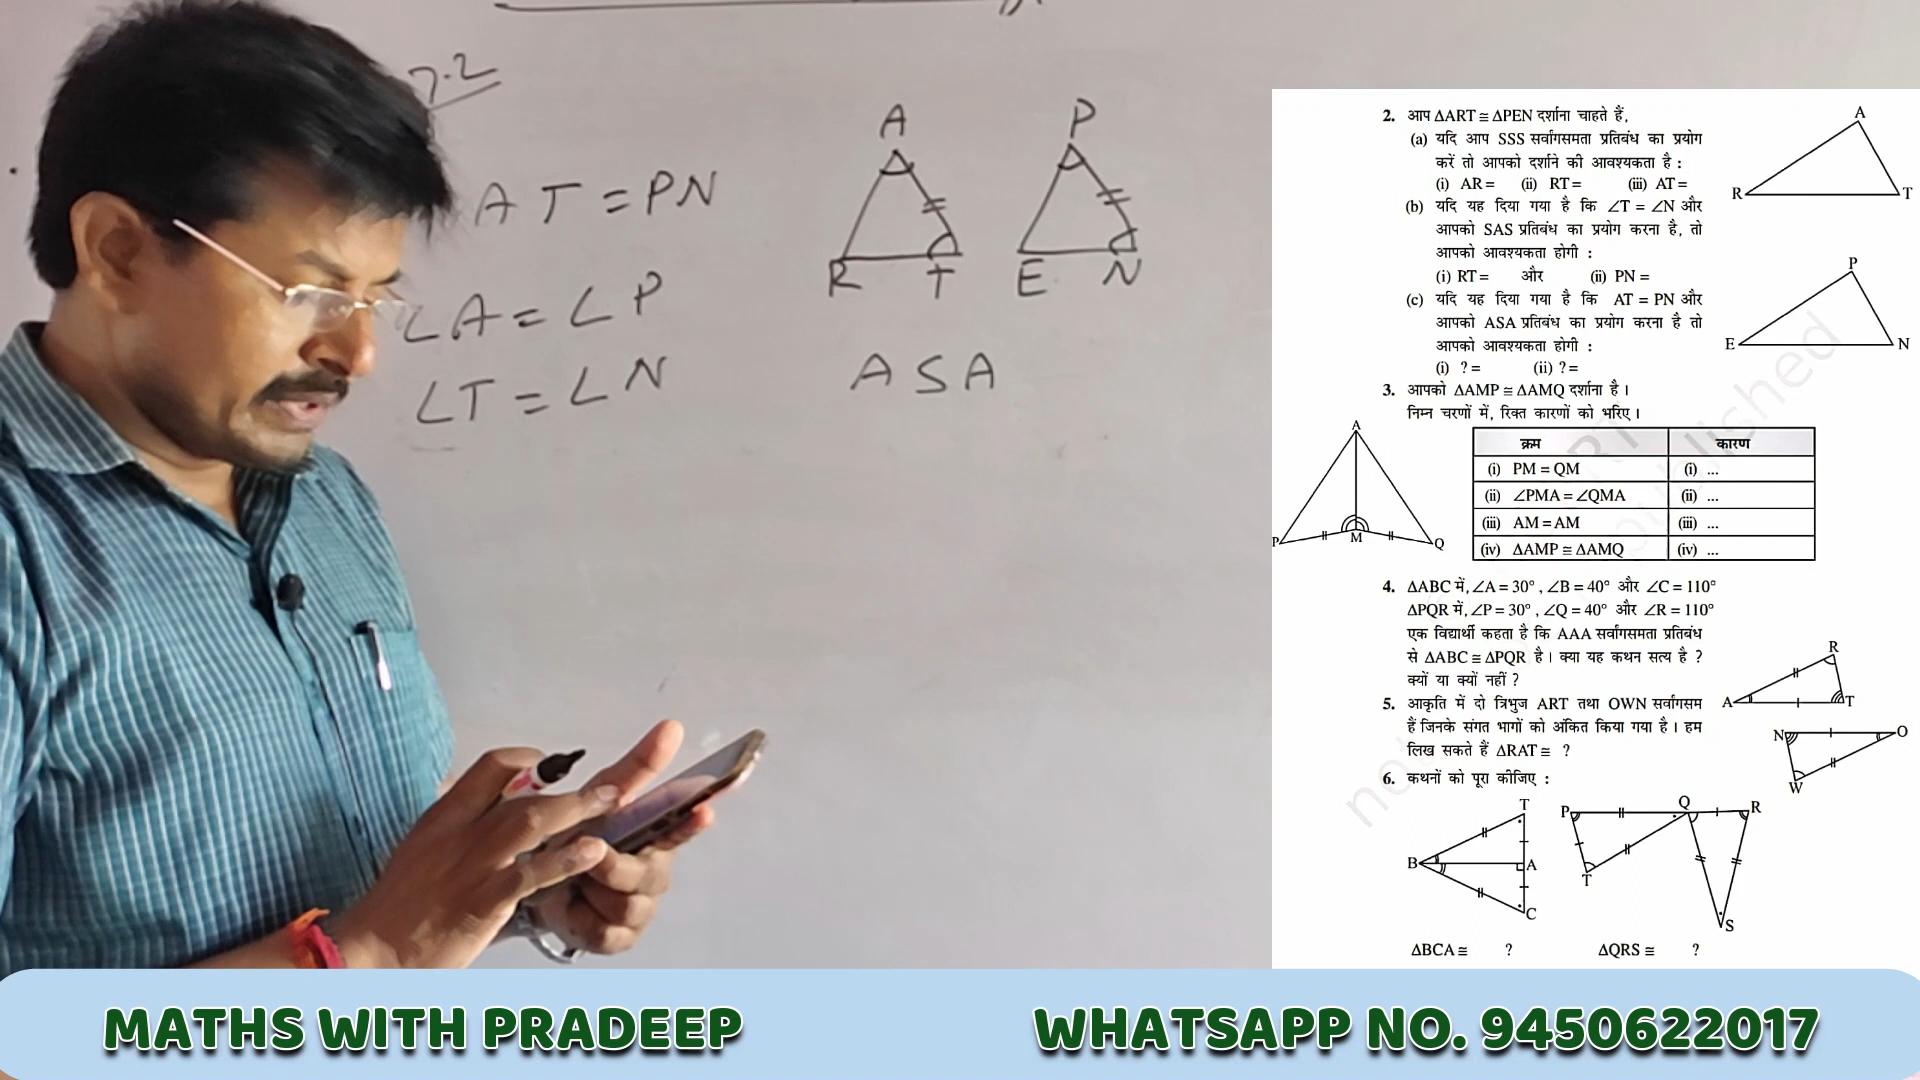 7.2
AT = PN
∠A = ∠P
∠T = ∠N
A
R T
P
E N
ASA
2. आप ΔART ≅ ΔPEN दर्शाना चाहते हैं,
(a) यदि आप SSS सर्वांगसमता प्रतिबंध का प्रयोग
करें तो आपको दर्शाने की आवश्यकता है :
(i) AR = (ii) RT = (iii) AT =
(b) यदि यह दिया गया है कि ∠T = ∠N और
आपको SAS प्रतिबंध का प्रयोग करना है, तो
आपको आवश्यकता होगी :
(i) RT = और (ii) PN =
(c) यदि यह दिया गया है कि AT = PN और
आपको ASA प्रतिबंध का प्रयोग करना है तो
आपको आवश्यकता होगी :
(i) ? = (ii) ? =
A
R T
P
E N
3. आपको ΔAMP ≅ ΔAMQ दर्शाना है।
निम्न चरणों में, रिक्त कारणों को भरिए।
A
P M Q
क्रम कारण
(i) PM = QM (i) ...
(ii) ∠PMA = ∠QMA (ii) ...
(iii) AM = AM (iii) ...
(iv) ΔAMP ≅ ΔAMQ (iv) ...
4. ΔABC में, ∠A = 30°, ∠B = 40° और ∠C = 110°
ΔPQR में, ∠P = 30°, ∠Q = 40° और ∠R = 110°
एक विद्यार्थी कहता है कि AAA सर्वांगसमता प्रतिबंध
से ΔABC ≅ ΔPQR है। क्या यह कथन सत्य है ?
क्यों या क्यों नहीं ?
5. आकृति में दो त्रिभुज ART तथा OWN सर्वांगसम
हैं जिनके संगत भागों को अंकित किया गया है। हम
लिख सकते हैं ΔRAT ≅ ?
R
A T
N O
W
6. कथनों को पूरा कीजिए :
T
B A
C
P Q R
T
S
ΔBCA ≅ ? ΔQRS ≅ ?
MATHS WITH PRADEEP
WHATSAPP NO. 9450622017